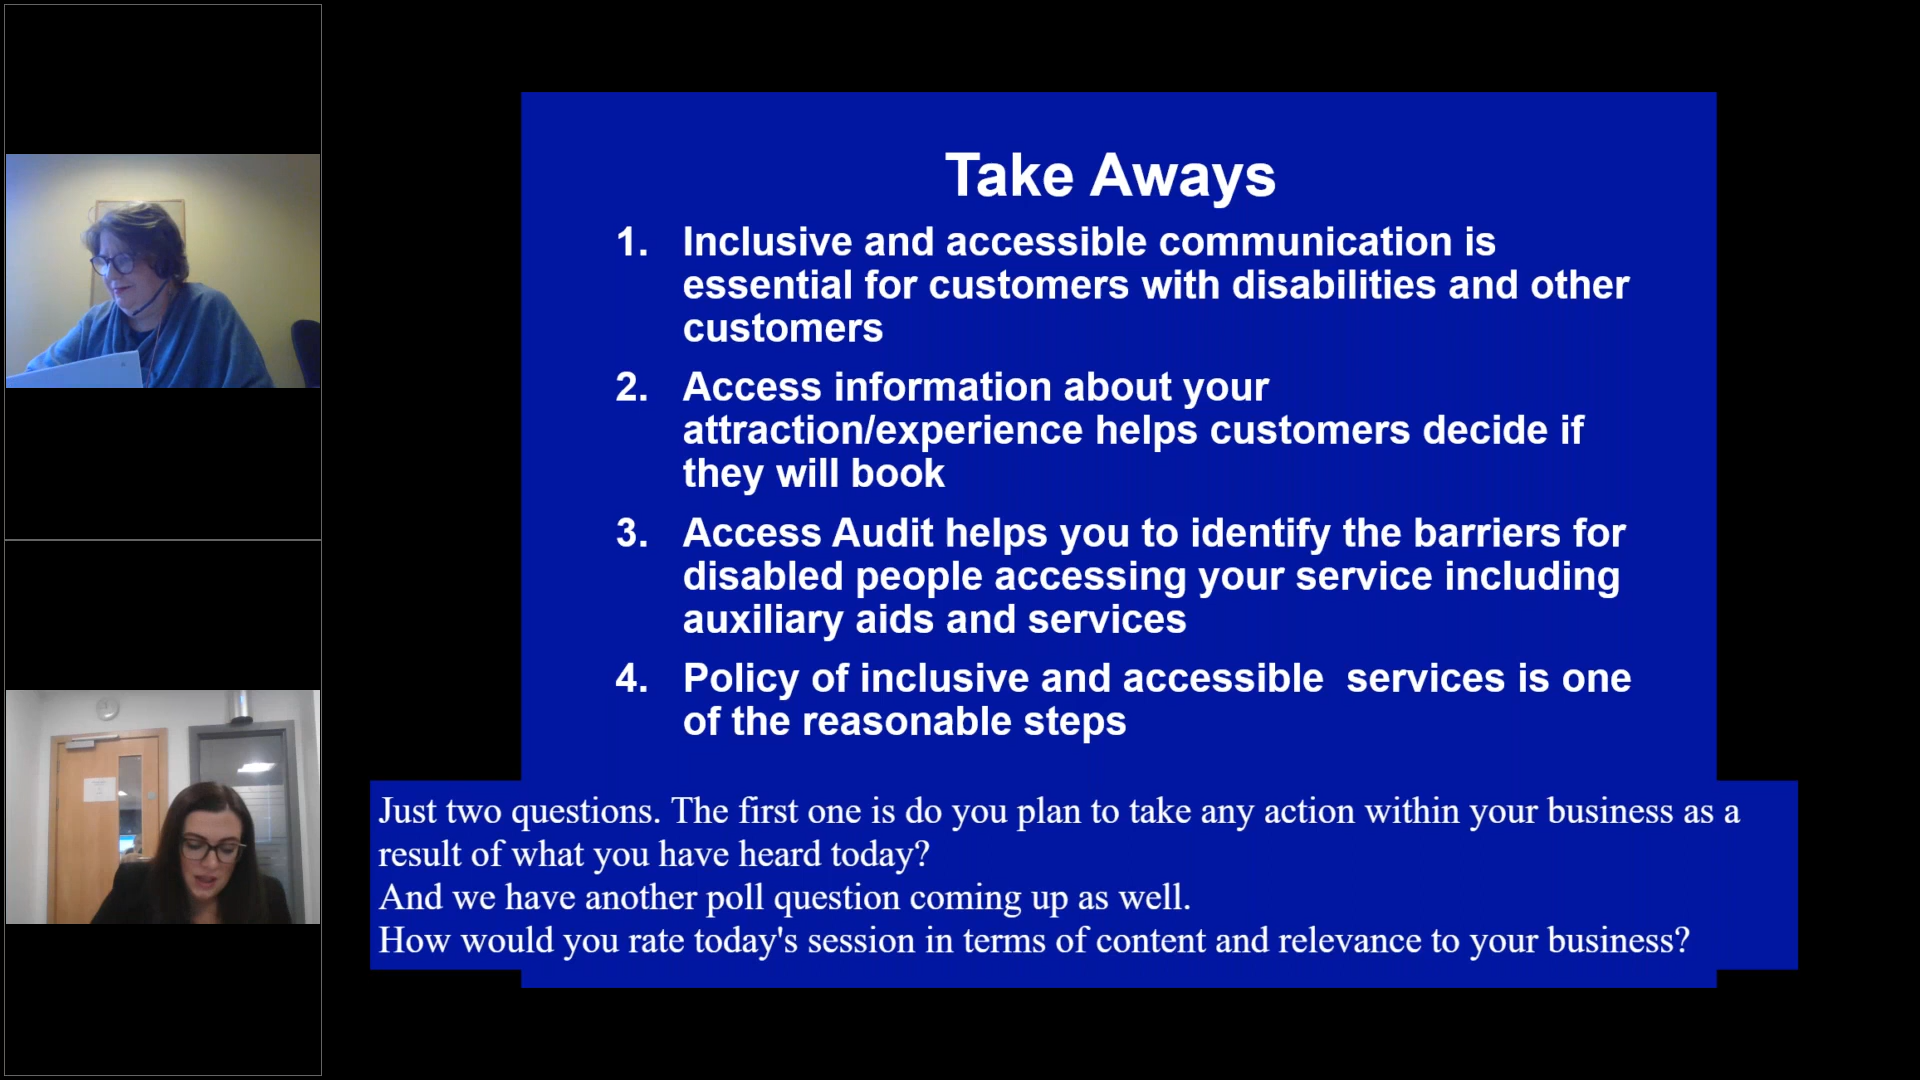 Take Aways
1. Inclusive and accessible communication is
essential for customers with disabilities and other
customers
2. Access information about your
attraction/experience helps customers decide if
they will book
3. Access Audit helps you to identify the barriers for
disabled people accessing your service including
auxiliary aids and services
4. Policy of inclusive and accessible  services is one
of the reasonable steps
Just two questions. The first one is do you plan to take any action within your business as a
result of what you have heard today?
And we have another poll question coming up as well.
How would you rate today's session in terms of content and relevance to your business?